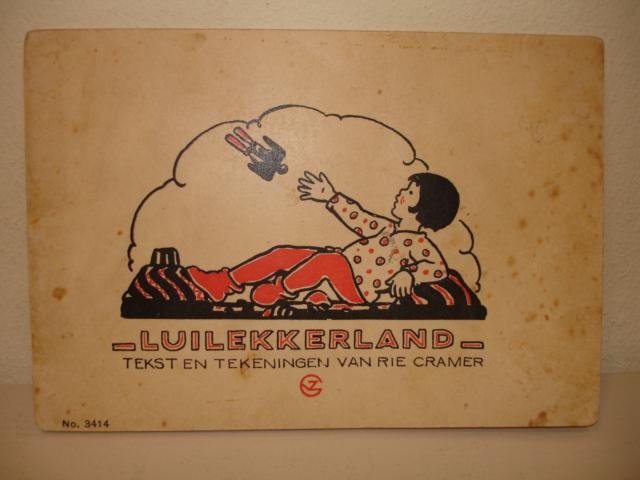 LUILEKKERLAND
TEKST EN TEKENINGEN VAN RIE CRAMER
No. 3414